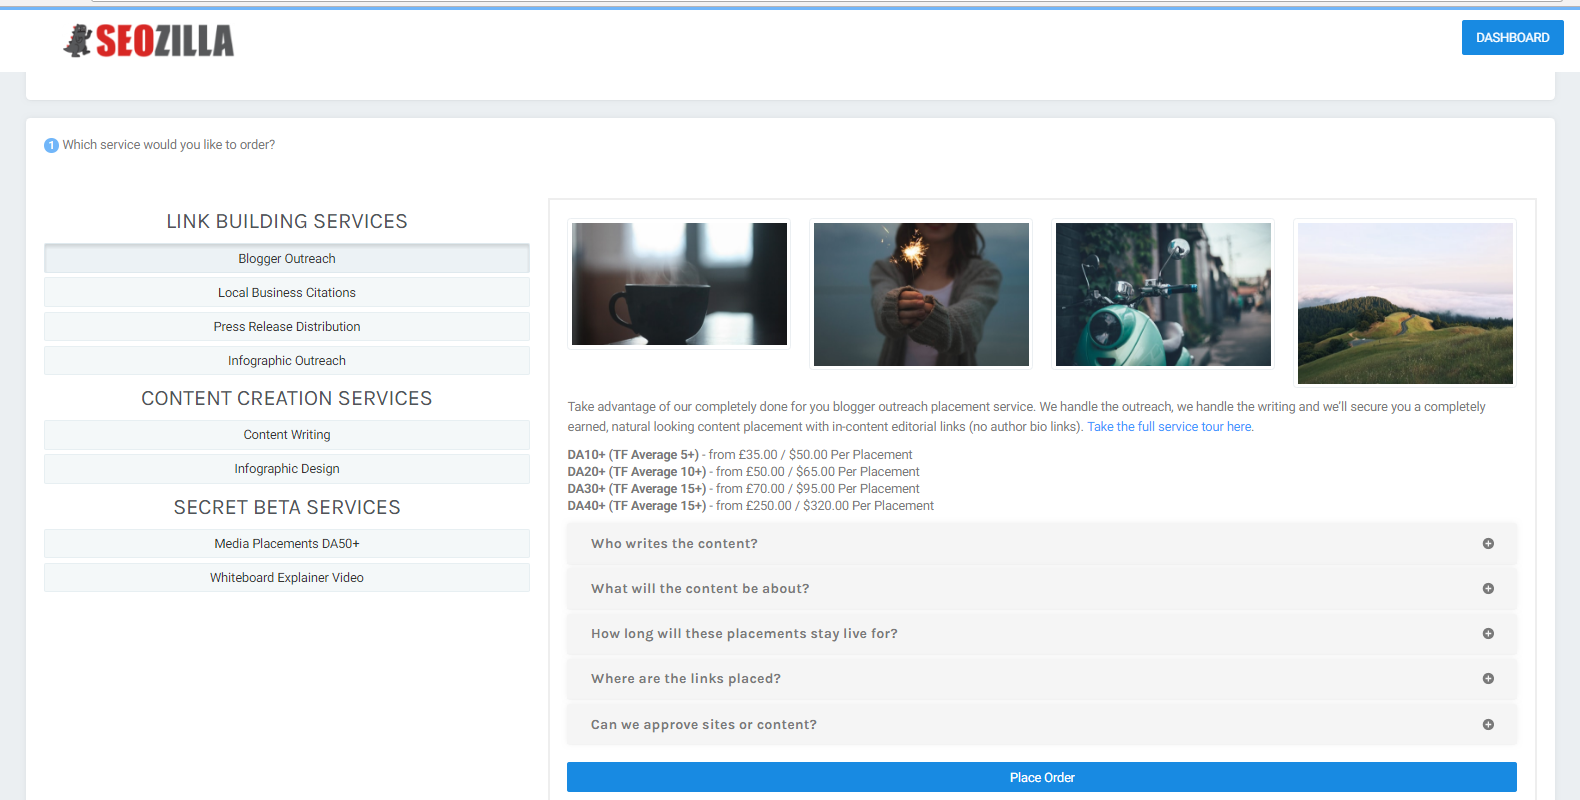 SEOZILLA
DASHBOARD
1 Which service would you like to order?
LINK BUILDING SERVICES
Blogger Outreach
Local Business Citations
Press Release Distribution
Infographic Outreach
CONTENT CREATION SERVICES
Content Writing
Infographic Design
SECRET BETA SERVICES
Media Placements DA50+
Whiteboard Explainer Video
Take advantage of our completely done for you blogger outreach placement service. We handle the outreach, we handle the writing and we'll secure you a completely
earned, natural looking content placement with in-content editorial links (no author bio links). Take the full service tour here.
DA10+ (TF Average 5+) - from £35.00 / $50.00 Per Placement
DA20+ (TF Average 10+) - from £50.00 / $65.00 Per Placement
DA30+ (TF Average 15+) - from £70.00 / $95.00 Per Placement
DA40+ (TF Average 15+) - from £250.00 / $320.00 Per Placement
Who writes the content?
What will the content be about?
How long will these placements stay live for?
Where are the links placed?
Can we approve sites or content?
Place Order